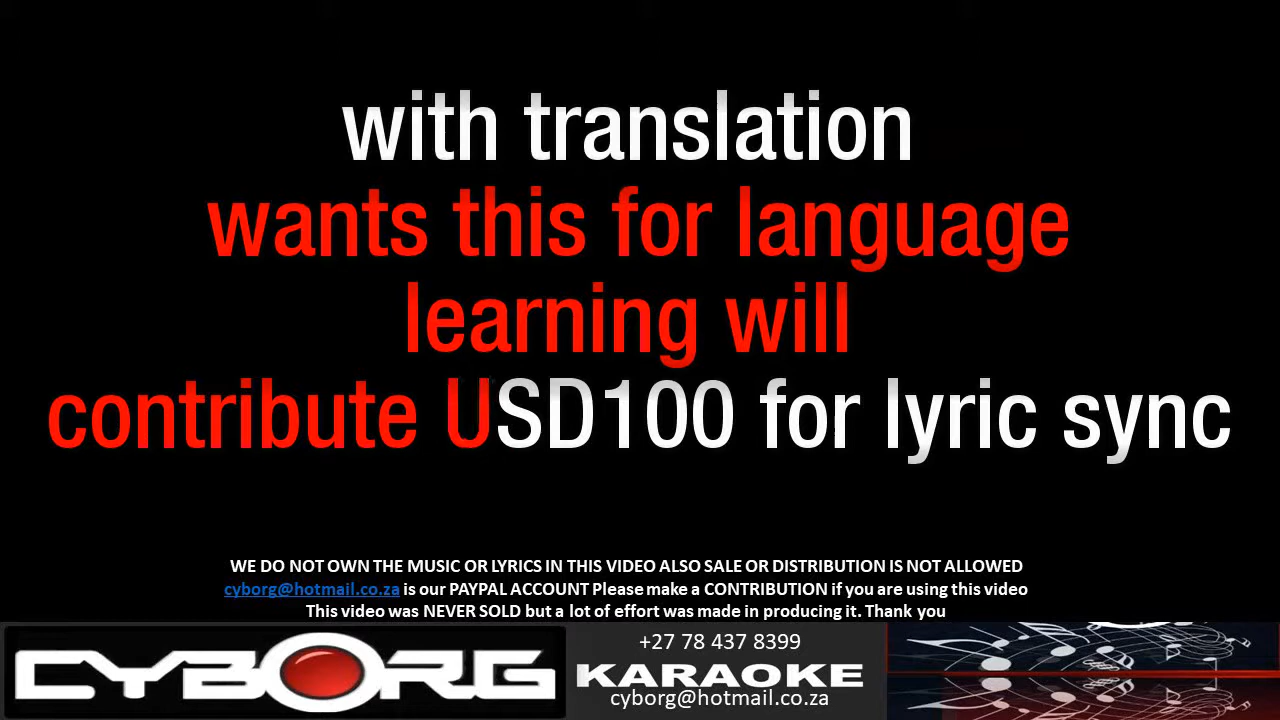 with translation
wants this for language
learning will
contribute USD100 for lyric sync
WE DO NOT OWN THE MUSIC OR LYRICS IN THIS VIDEO ALSO SALE OR DISTRIBUTION IS NOT ALLOWED
cyborg@hotmail.co.za is our PAYPAL ACCOUNT Please make a CONTRIBUTION if you are using this video
This video was NEVER SOLD but a lot of effort was made in producing it. Thank you
CYBORG
+27 78 437 8399
KARAOKE
cyborg@hotmail.co.za